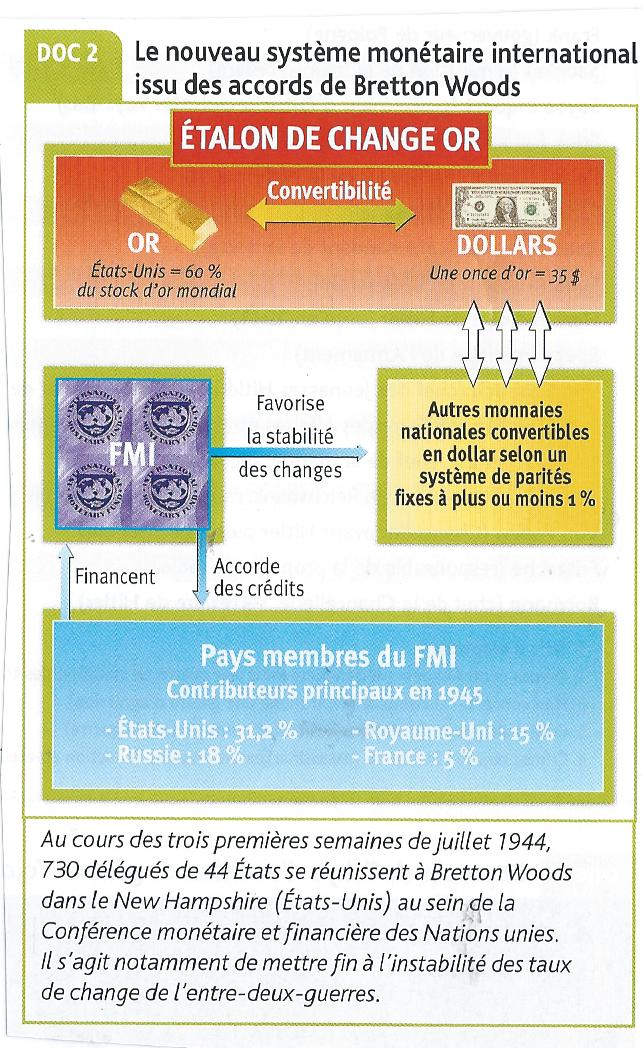 DOC 2
Le nouveau système monétaire international
issu des accords de Bretton Woods
ÉTALON DE CHANGE OR
Convertibilité
OR
États-Unis = 60 %
du stock d'or mondial
DOLLARS
Une once d'or = 35 $
FMI
Favorise
la stabilité
des changes
Autres monnaies
nationales convertibles
en dollar selon un
système de parités
fixes à plus ou moins 1 %
Financent
Accorde
des crédits
Pays membres du FMI
Contributeurs principaux en 1945
- États-Unis : 31,2 %
- Royaume-Uni : 15 %
- Russie : 18 %
- France : 5 %
Au cours des trois premières semaines de juillet 1944,
730 délégués de 44 États se réunissent à Bretton Woods
dans le New Hampshire (États-Unis) au sein de la
Conférence monétaire et financière des Nations unies.
Il s'agit notamment de mettre fin à l'instabilité des taux
de change de l'entre-deux-guerres.